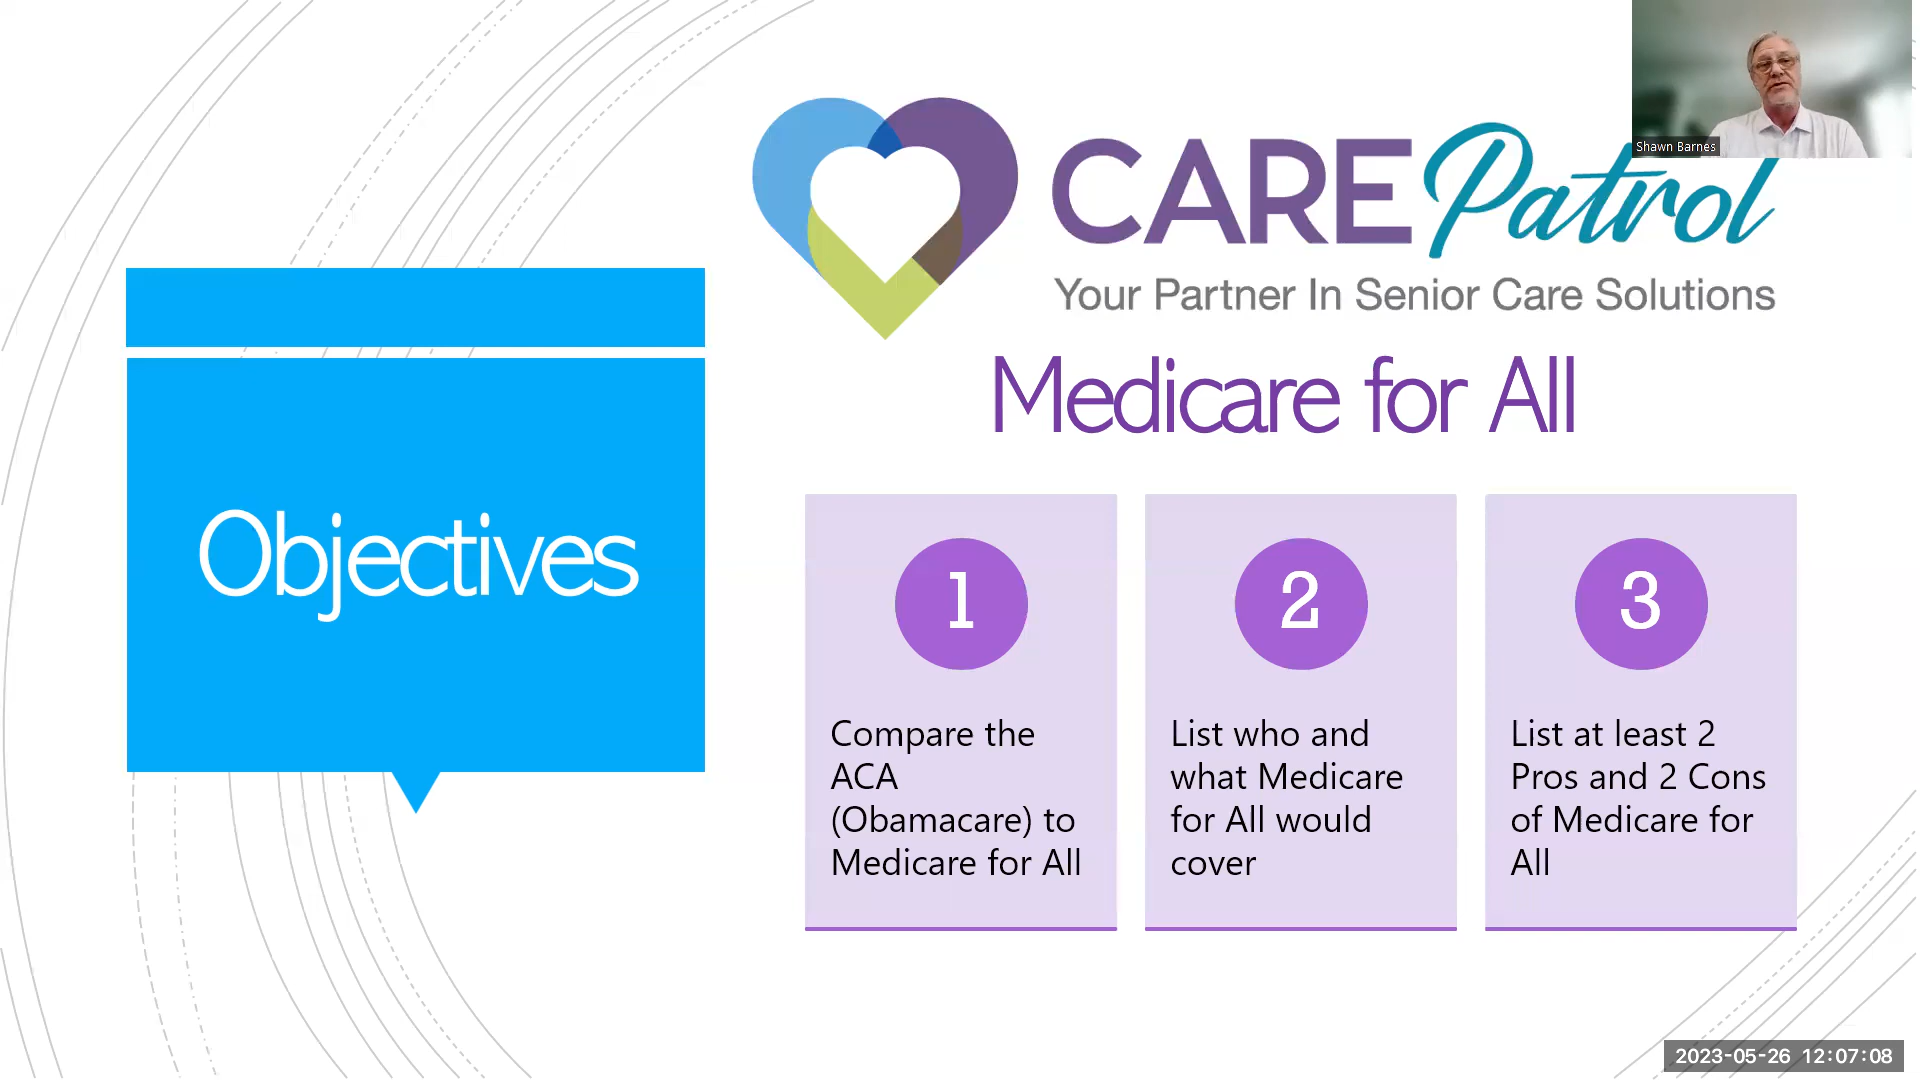 Shawn Barnes
CARE Patrol
Your Partner In Senior Care Solutions
Medicare for All
Objectives
1
Compare the
ACA
(Obamacare) to
Medicare for All
2
List who and
what Medicare
for All would
cover
3
List at least 2
Pros and 2 Cons
of Medicare for
All
2023-05-26 12:07:08